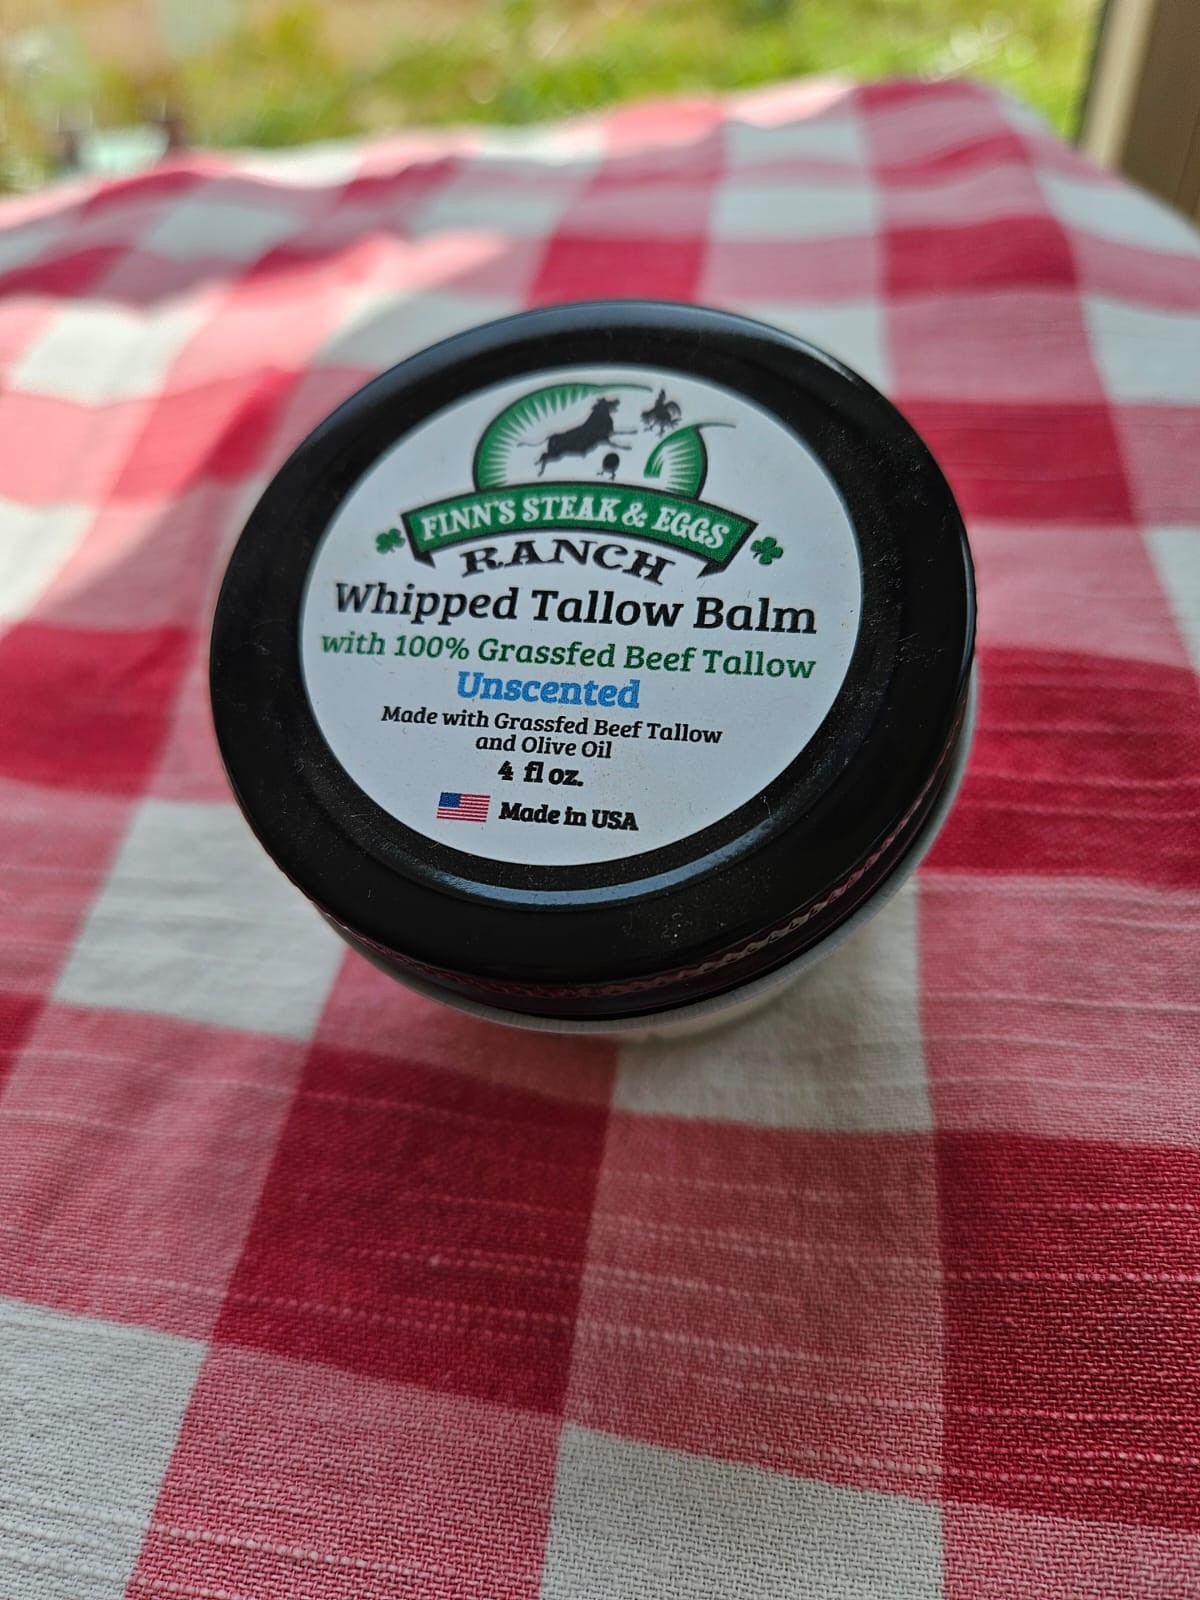 FINN'S STEAK & EGGS
RANCH
Whipped Tallow Balm
with 100% Grassfed Beef Tallow
Unscented
Made with Grassfed Beef Tallow
and Olive Oil
4 fl oz.
Made in USA